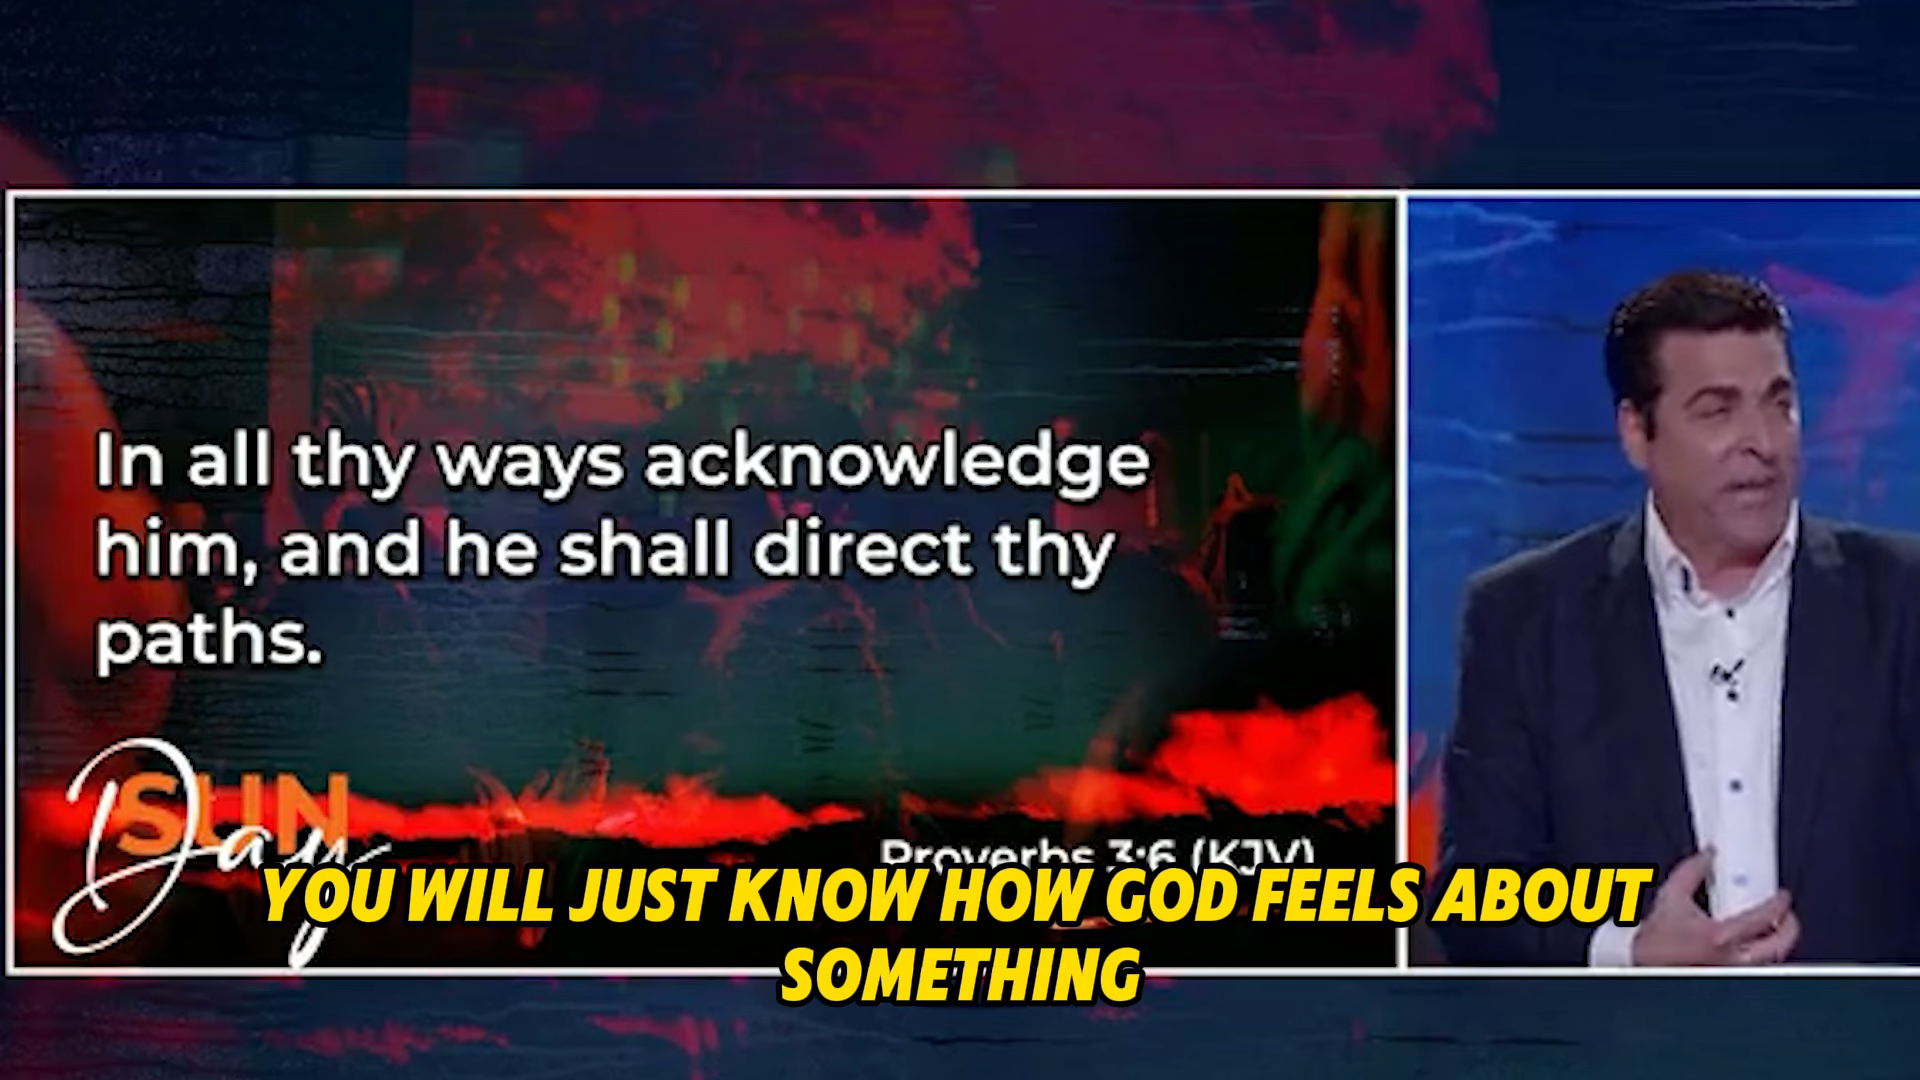 In all thy ways acknowledge
him, and he shall direct thy
paths.
SUN
Day
Proverbs 3:6 (KJV)
YOU WILL JUST KNOW HOW GOD FEELS ABOUT
SOMETHING